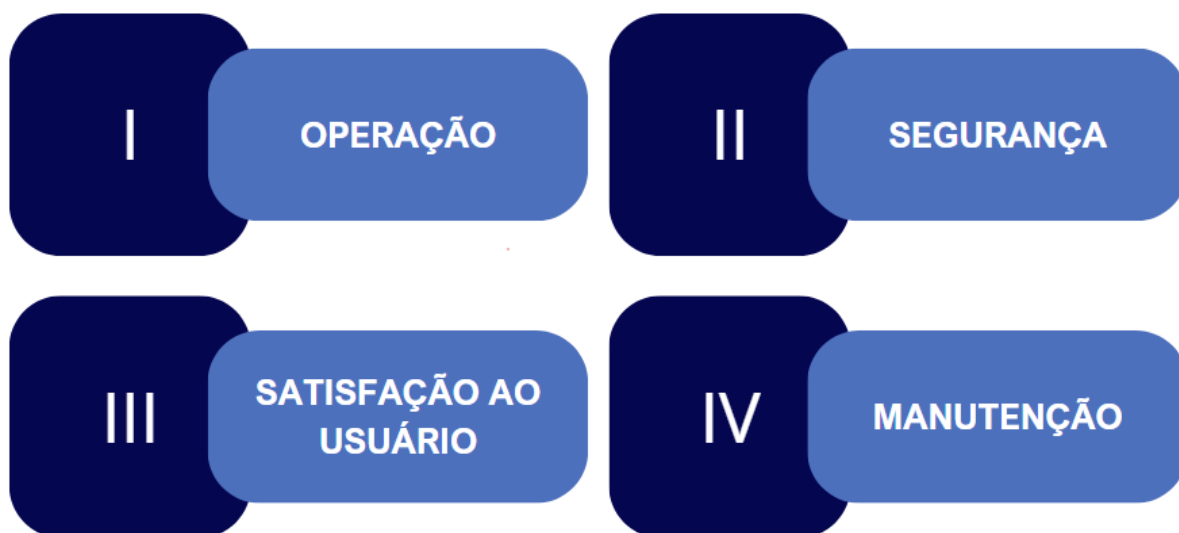 I
OPERAÇÃO
II
SEGURANÇA
III
SATISFAÇÃO AO
USUÁRIO
IV
MANUTENÇÃO